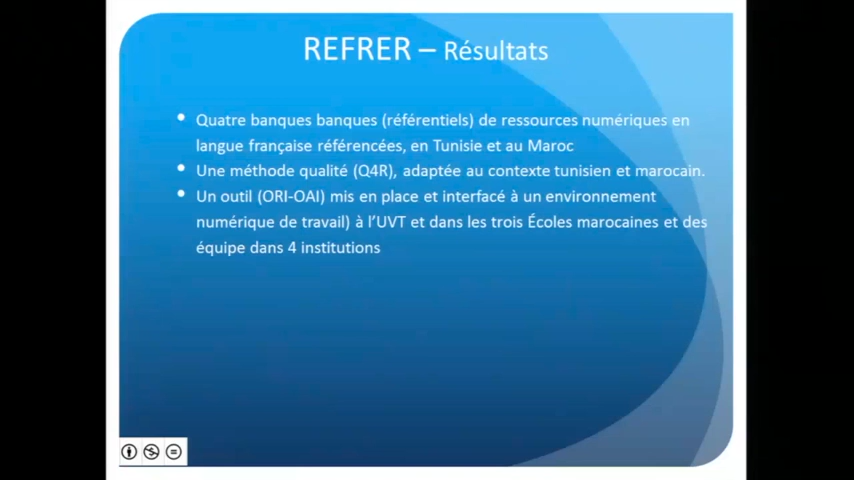 REFRER – Résultats
• Quatre banques banques (référentiels) de ressources numériques en
langue française référencées, en Tunisie et au Maroc
• Une méthode qualité (Q4R), adaptée au contexte tunisien et marocain.
• Un outil (ORI-OAI) mis en place et interfacé à un environnement
numérique de travail) à l’UVT et dans les trois Écoles marocaines et des
équipe dans 4 institutions